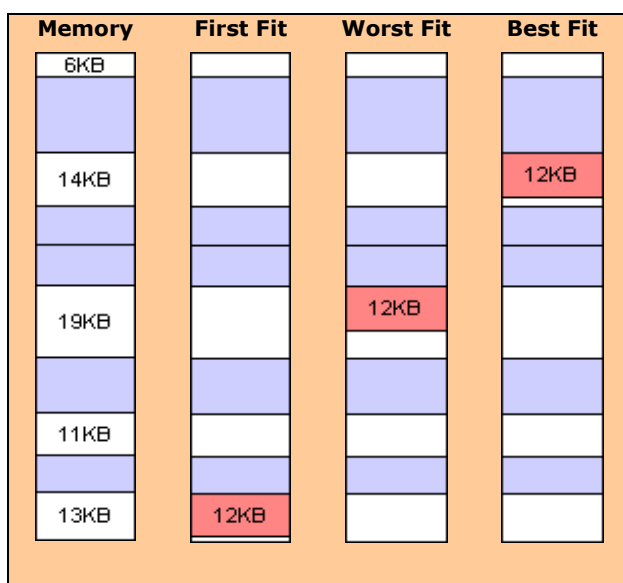 Memory First Fit Worst Fit Best Fit
6KB
14KB 12KB
19KB 12KB
11KB
13KB 12KB